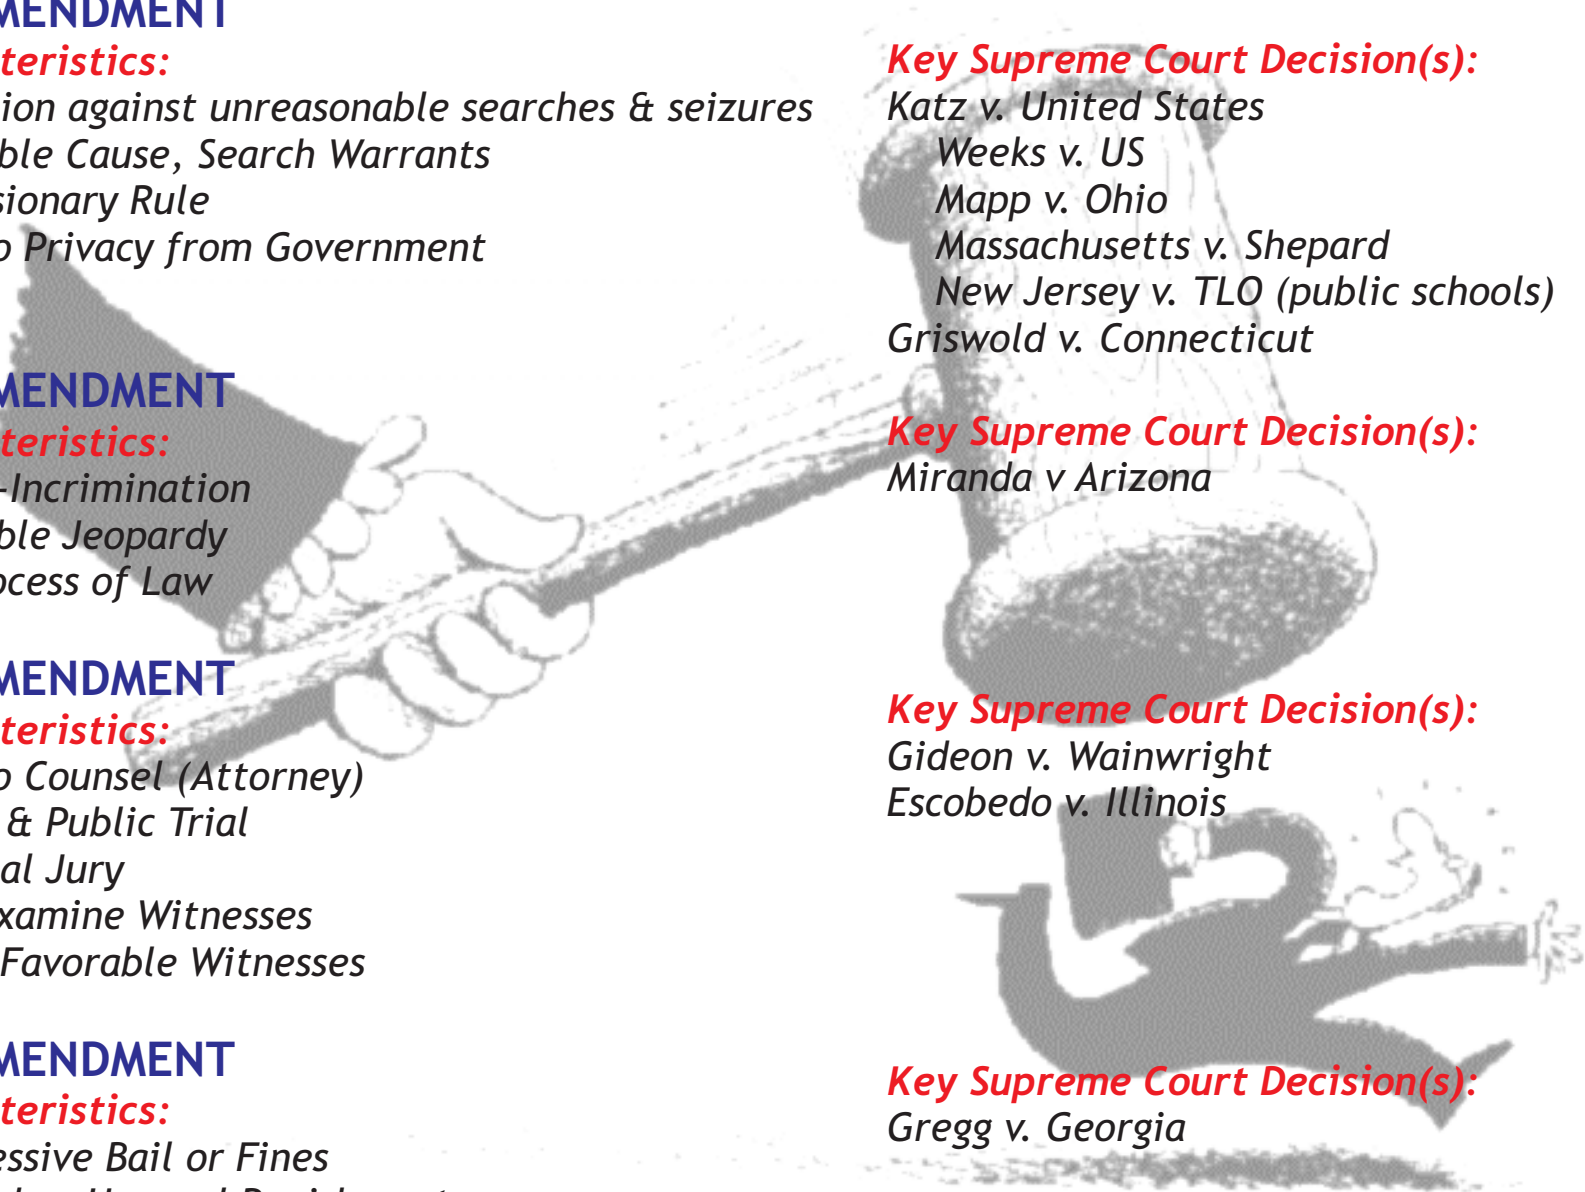 MENDMENT
teristics:
ion against unreasonable searches & seizures
ble Cause, Search Warrants
sionary Rule
o Privacy from Government
Key Supreme Court Decision(s):
Katz v. United States
Weeks v. US
Mapp v. Ohio
Massachusetts v. Shepard
New Jersey v. TLO (public schools)
Griswold v. Connecticut
MENDMENT
teristics:
-Incrimination
ble Jeopardy
ocess of Law
Key Supreme Court Decision(s):
Miranda v Arizona
MENDMENT
teristics:
o Counsel (Attorney)
& Public Trial
al Jury
xamine Witnesses
Favorable Witnesses
Key Supreme Court Decision(s):
Gideon v. Wainwright
Escobedo v. Illinois
MENDMENT
teristics:
essive Bail or Fines
Key Supreme Court Decision(s):
Gregg v. Georgia